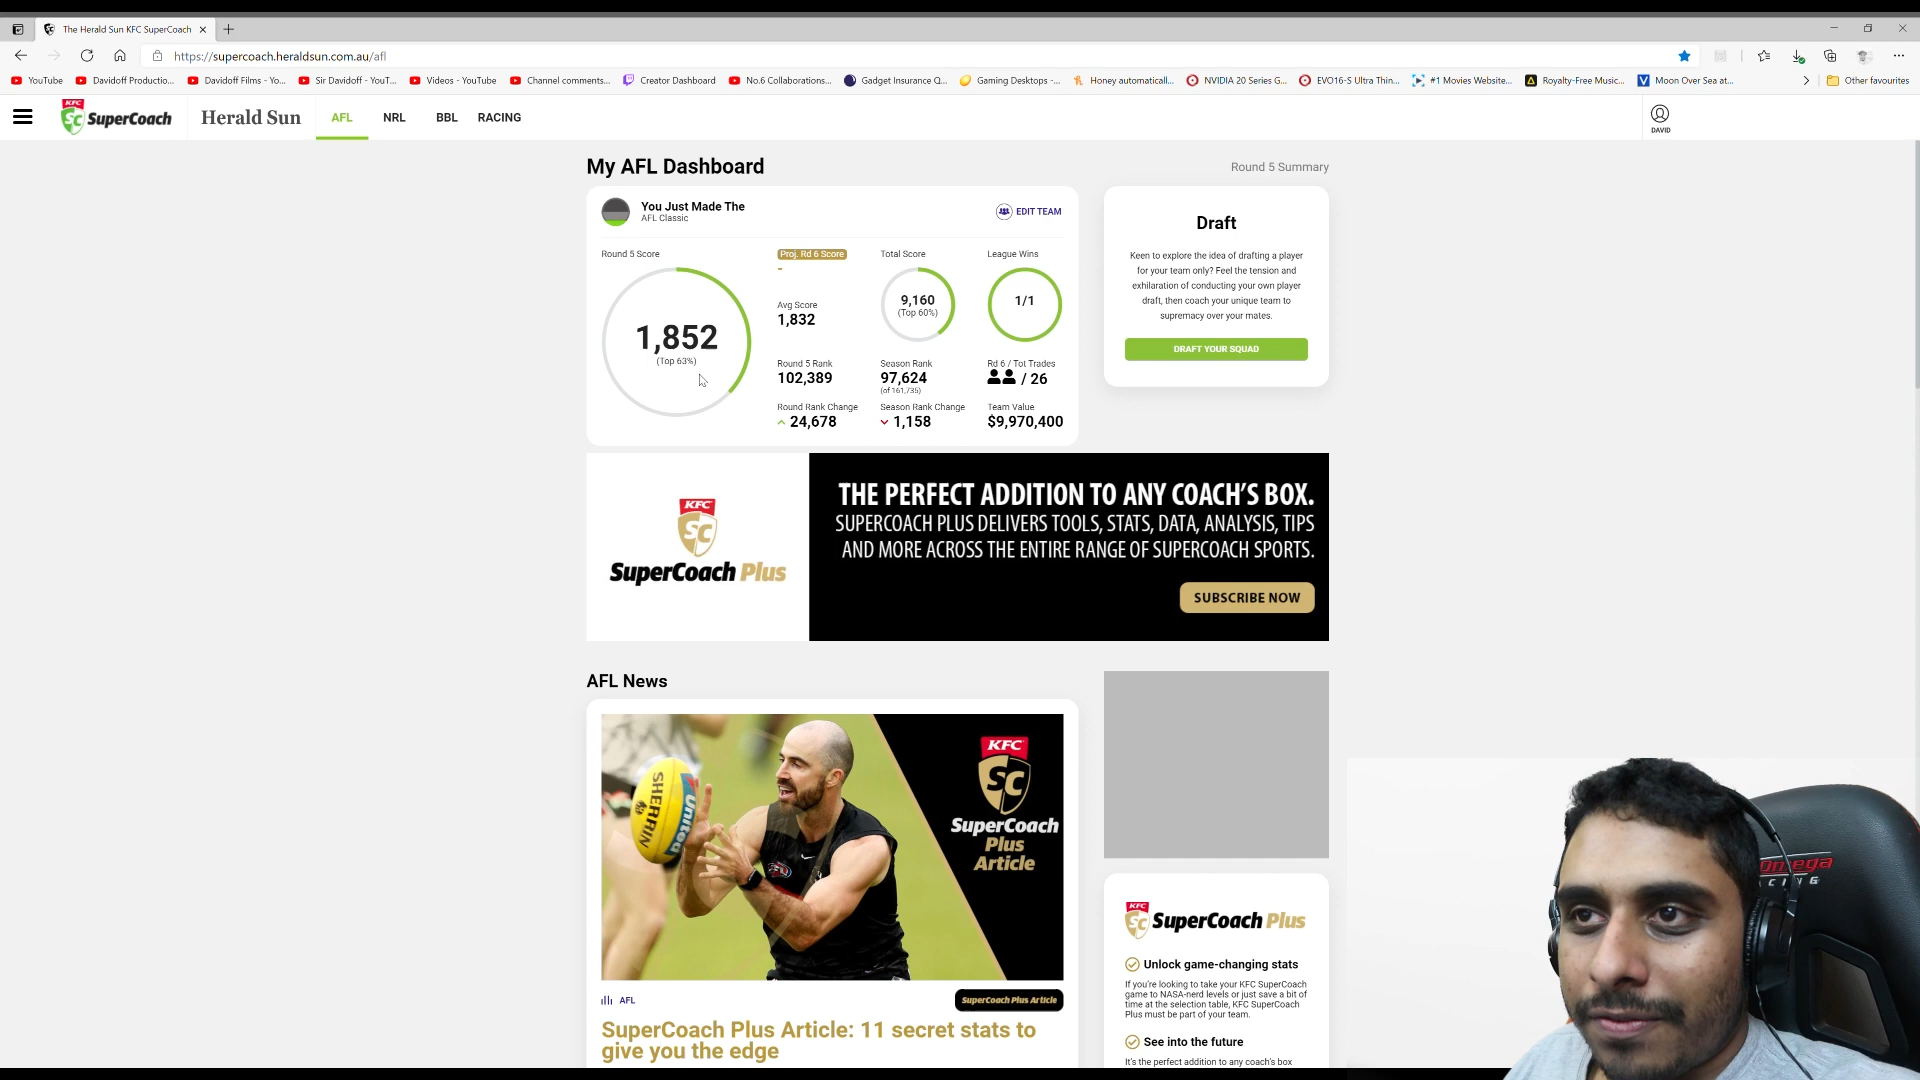 The Herald Sun KFC SuperCoach
https://supercoach.heraldsun.com.au/afl
YouTube
Davidoff Productio...
Davidoff Films - Yo...
Sir Davidoff - YouT...
Videos - YouTube
Channel comments...
Creator Dashboard
No.6 Collaborations...
Gadget Insurance Q...
Gaming Desktops -...
Honey automaticall...
NVIDIA 20 Series G...
EVO16-S Ultra Thin...
#1 Movies Website...
Royalty-Free Music...
Moon Over Sea at...
Other favourites
KFC SC SuperCoach
Herald Sun
AFL
NRL
BBL
RACING
DAVID
My AFL Dashboard
Round 5 Summary
You Just Made The
AFL Classic
EDIT TEAM
Round 5 Score
1,852
(Top 63%)
Proj. Rd 6 Score
-
Avg Score
1,832
Total Score
9,160
(Top 60%)
League Wins
1/1
Round 5 Rank
102,389
Season Rank
97,624
(of 161,735)
Rd 6 / Tot Trades
/ 26
Round Rank Change
24,678
Season Rank Change
1,158
Team Value
$9,970,400
Draft
Keen to explore the idea of drafting a player
for your team only? Feel the tension and
exhilaration of conducting your own player
draft, then coach your unique team to
supremacy over your mates.
DRAFT YOUR SQUAD
KFC
SC
SuperCoach Plus
THE PERFECT ADDITION TO ANY COACH'S BOX.
SUPERCOACH PLUS DELIVERS TOOLS, STATS, DATA, ANALYSIS, TIPS
AND MORE ACROSS THE ENTIRE RANGE OF SUPERCOACH SPORTS.
SUBSCRIBE NOW
AFL News
SHERRIN
United
KFC
SC
SuperCoach
Plus
Article
AFL
SuperCoach Plus Article
SuperCoach Plus Article: 11 secret stats to
give you the edge
KFC SC SuperCoach Plus
Unlock game-changing stats
If you're looking to take your KFC SuperCoach
game to NASA-nerd levels or just save a bit of
time at the selection table, KFC SuperCoach
Plus must be part of your team.
See into the future
It's the perfect addition to any coach's box
Omega